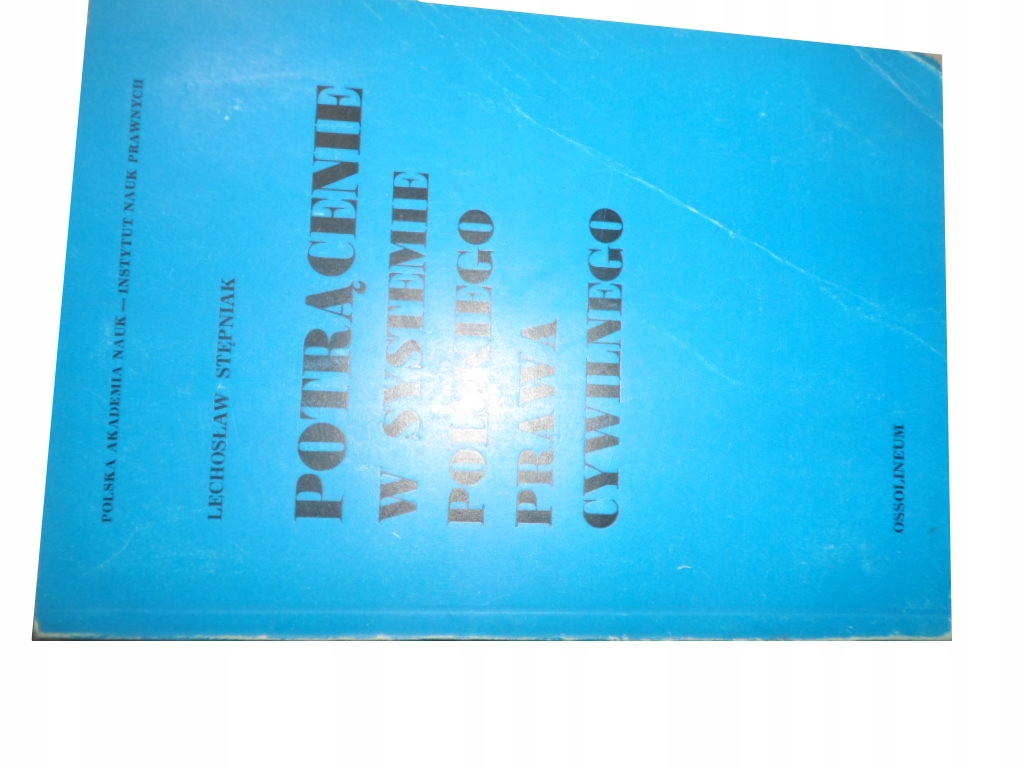 POLSKA AKADEMIA NAUK — INSTYTUT NAUK PRAWNYCH
LECHOSŁAW STĘPNIAK
POTRĄCENIE
W SYSTEMIE
POLSKIEGO
PRAWA
CYWILNEGO
OSSOLINEUM